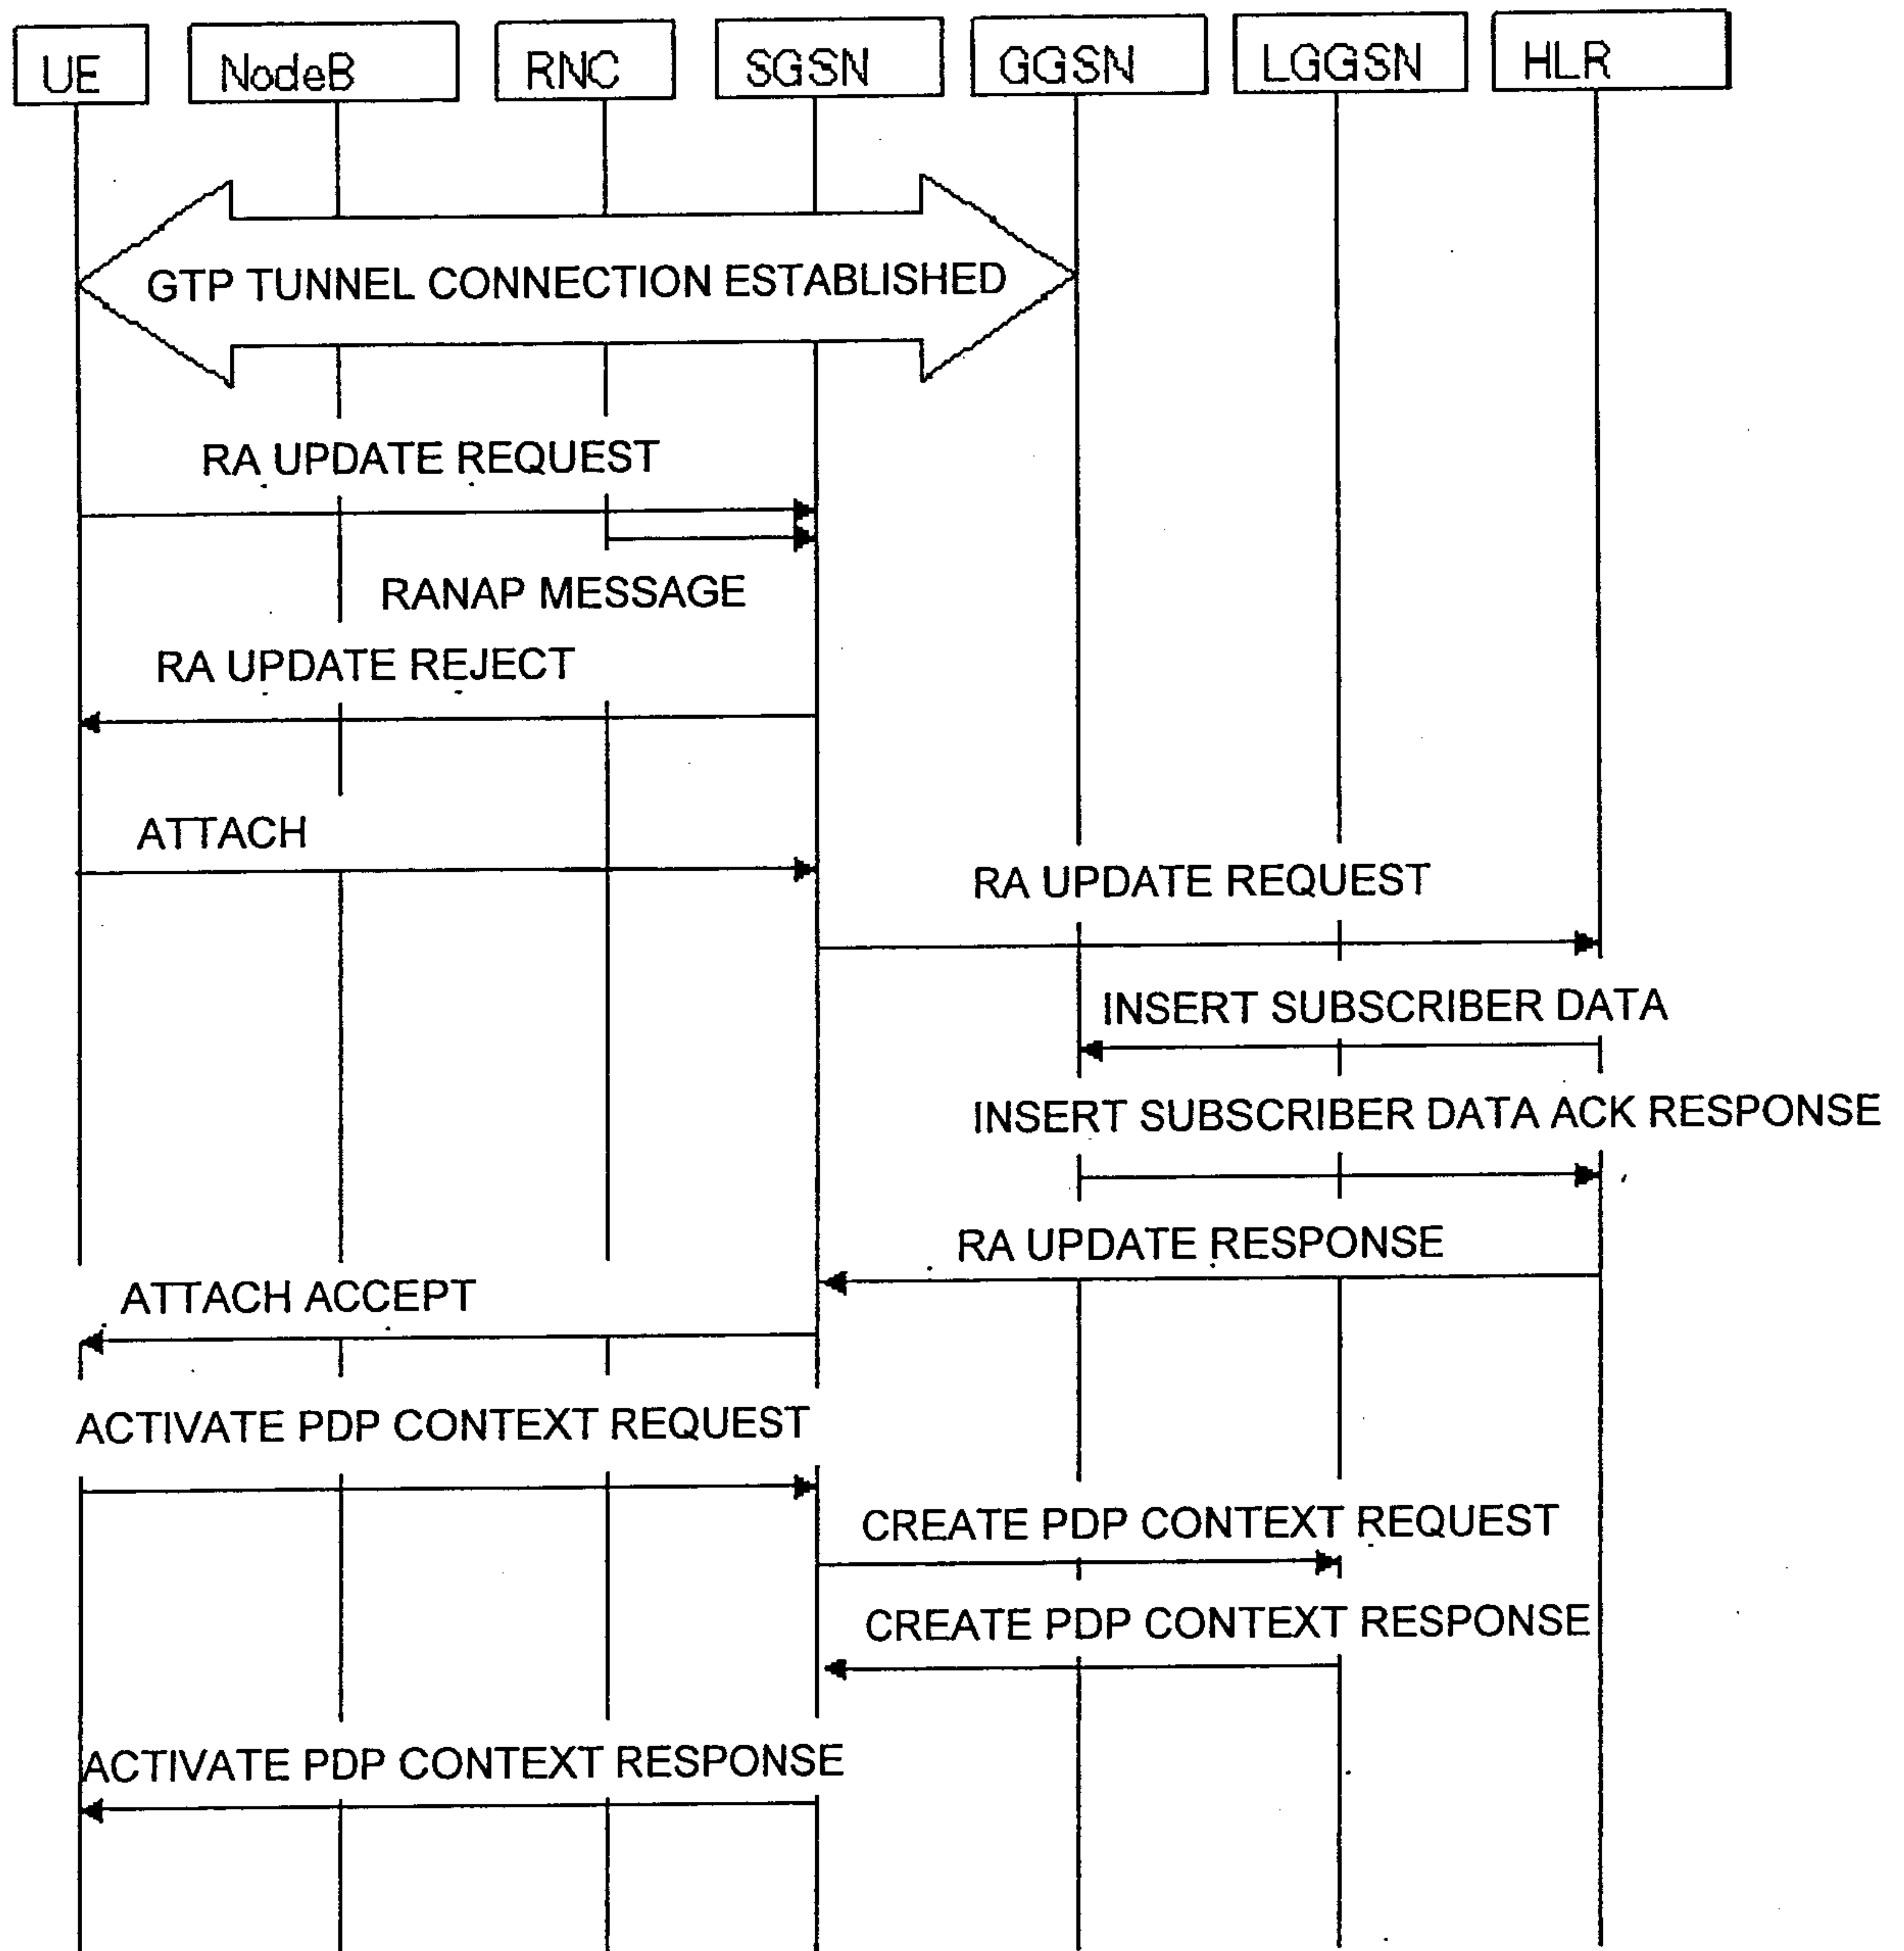 UE
NodeB
RNC
SGSN
GGSN
LGGSN
HLR
GTP TUNNEL CONNECTION ESTABLISHED
RA UPDATE REQUEST
RANAP MESSAGE
RA UPDATE REJECT
ATTACH
RA UPDATE REQUEST
INSERT SUBSCRIBER DATA
INSERT SUBSCRIBER DATA ACK RESPONSE
RA UPDATE RESPONSE
ATTACH ACCEPT
ACTIVATE PDP CONTEXT REQUEST
CREATE PDP CONTEXT REQUEST
CREATE PDP CONTEXT RESPONSE
ACTIVATE PDP CONTEXT RESPONSE